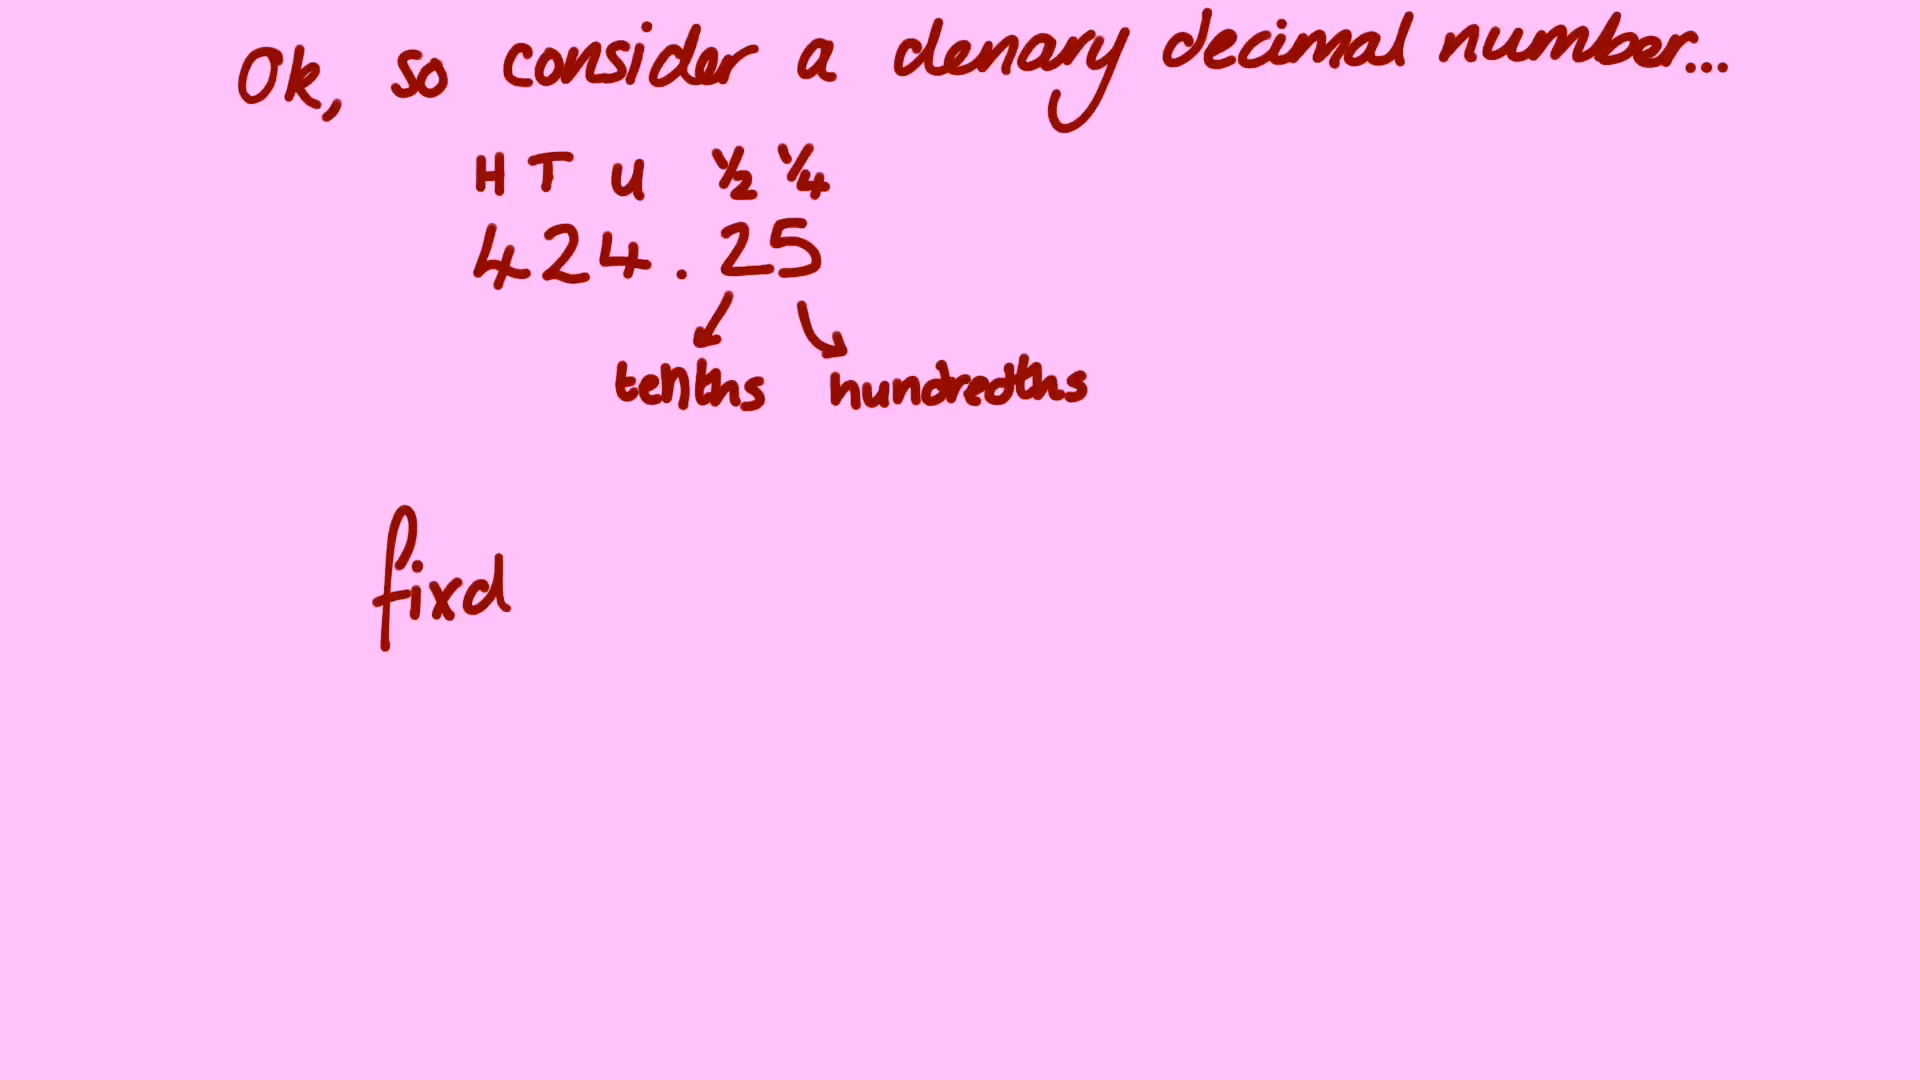 Ok, so consider a denary decimal number...
H T U 1/2 1/4
424.25
tenths hundredths
fixd